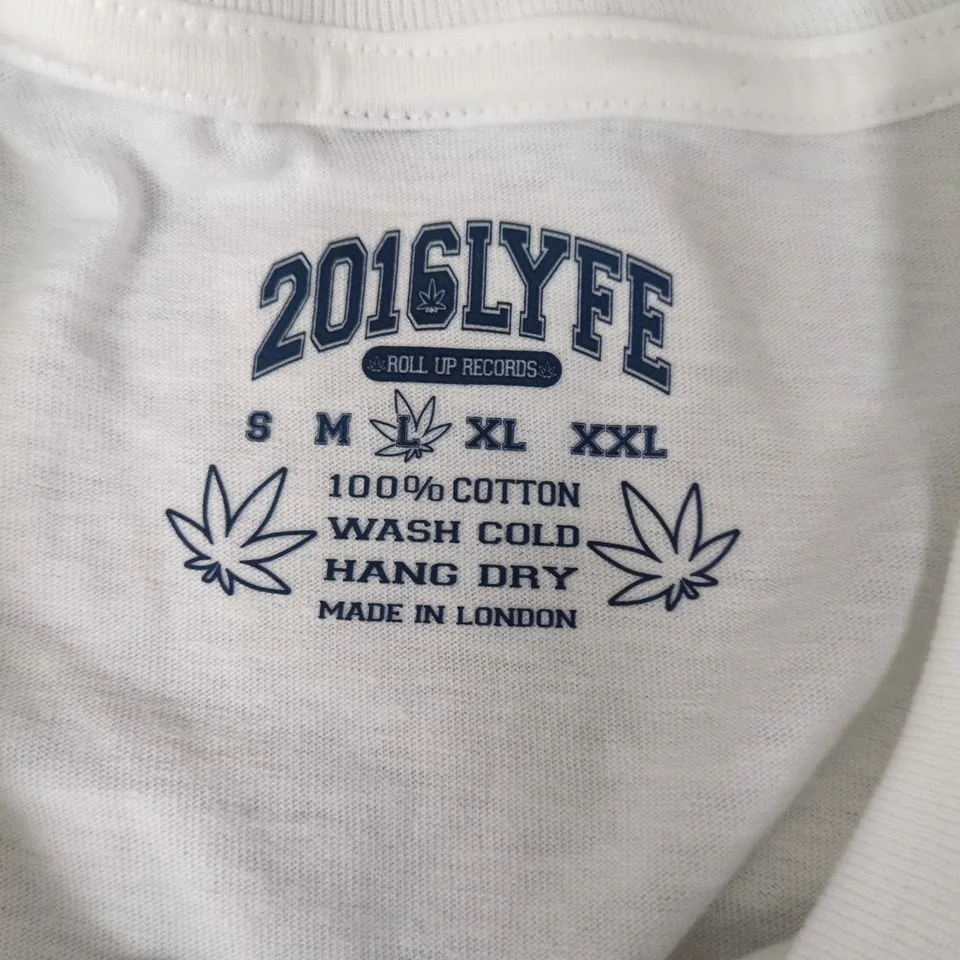 2016LYFE
ROLL UP RECORDS
S M L XL XXL
100% COTTON
WASH COLD
HANG DRY
MADE IN LONDON